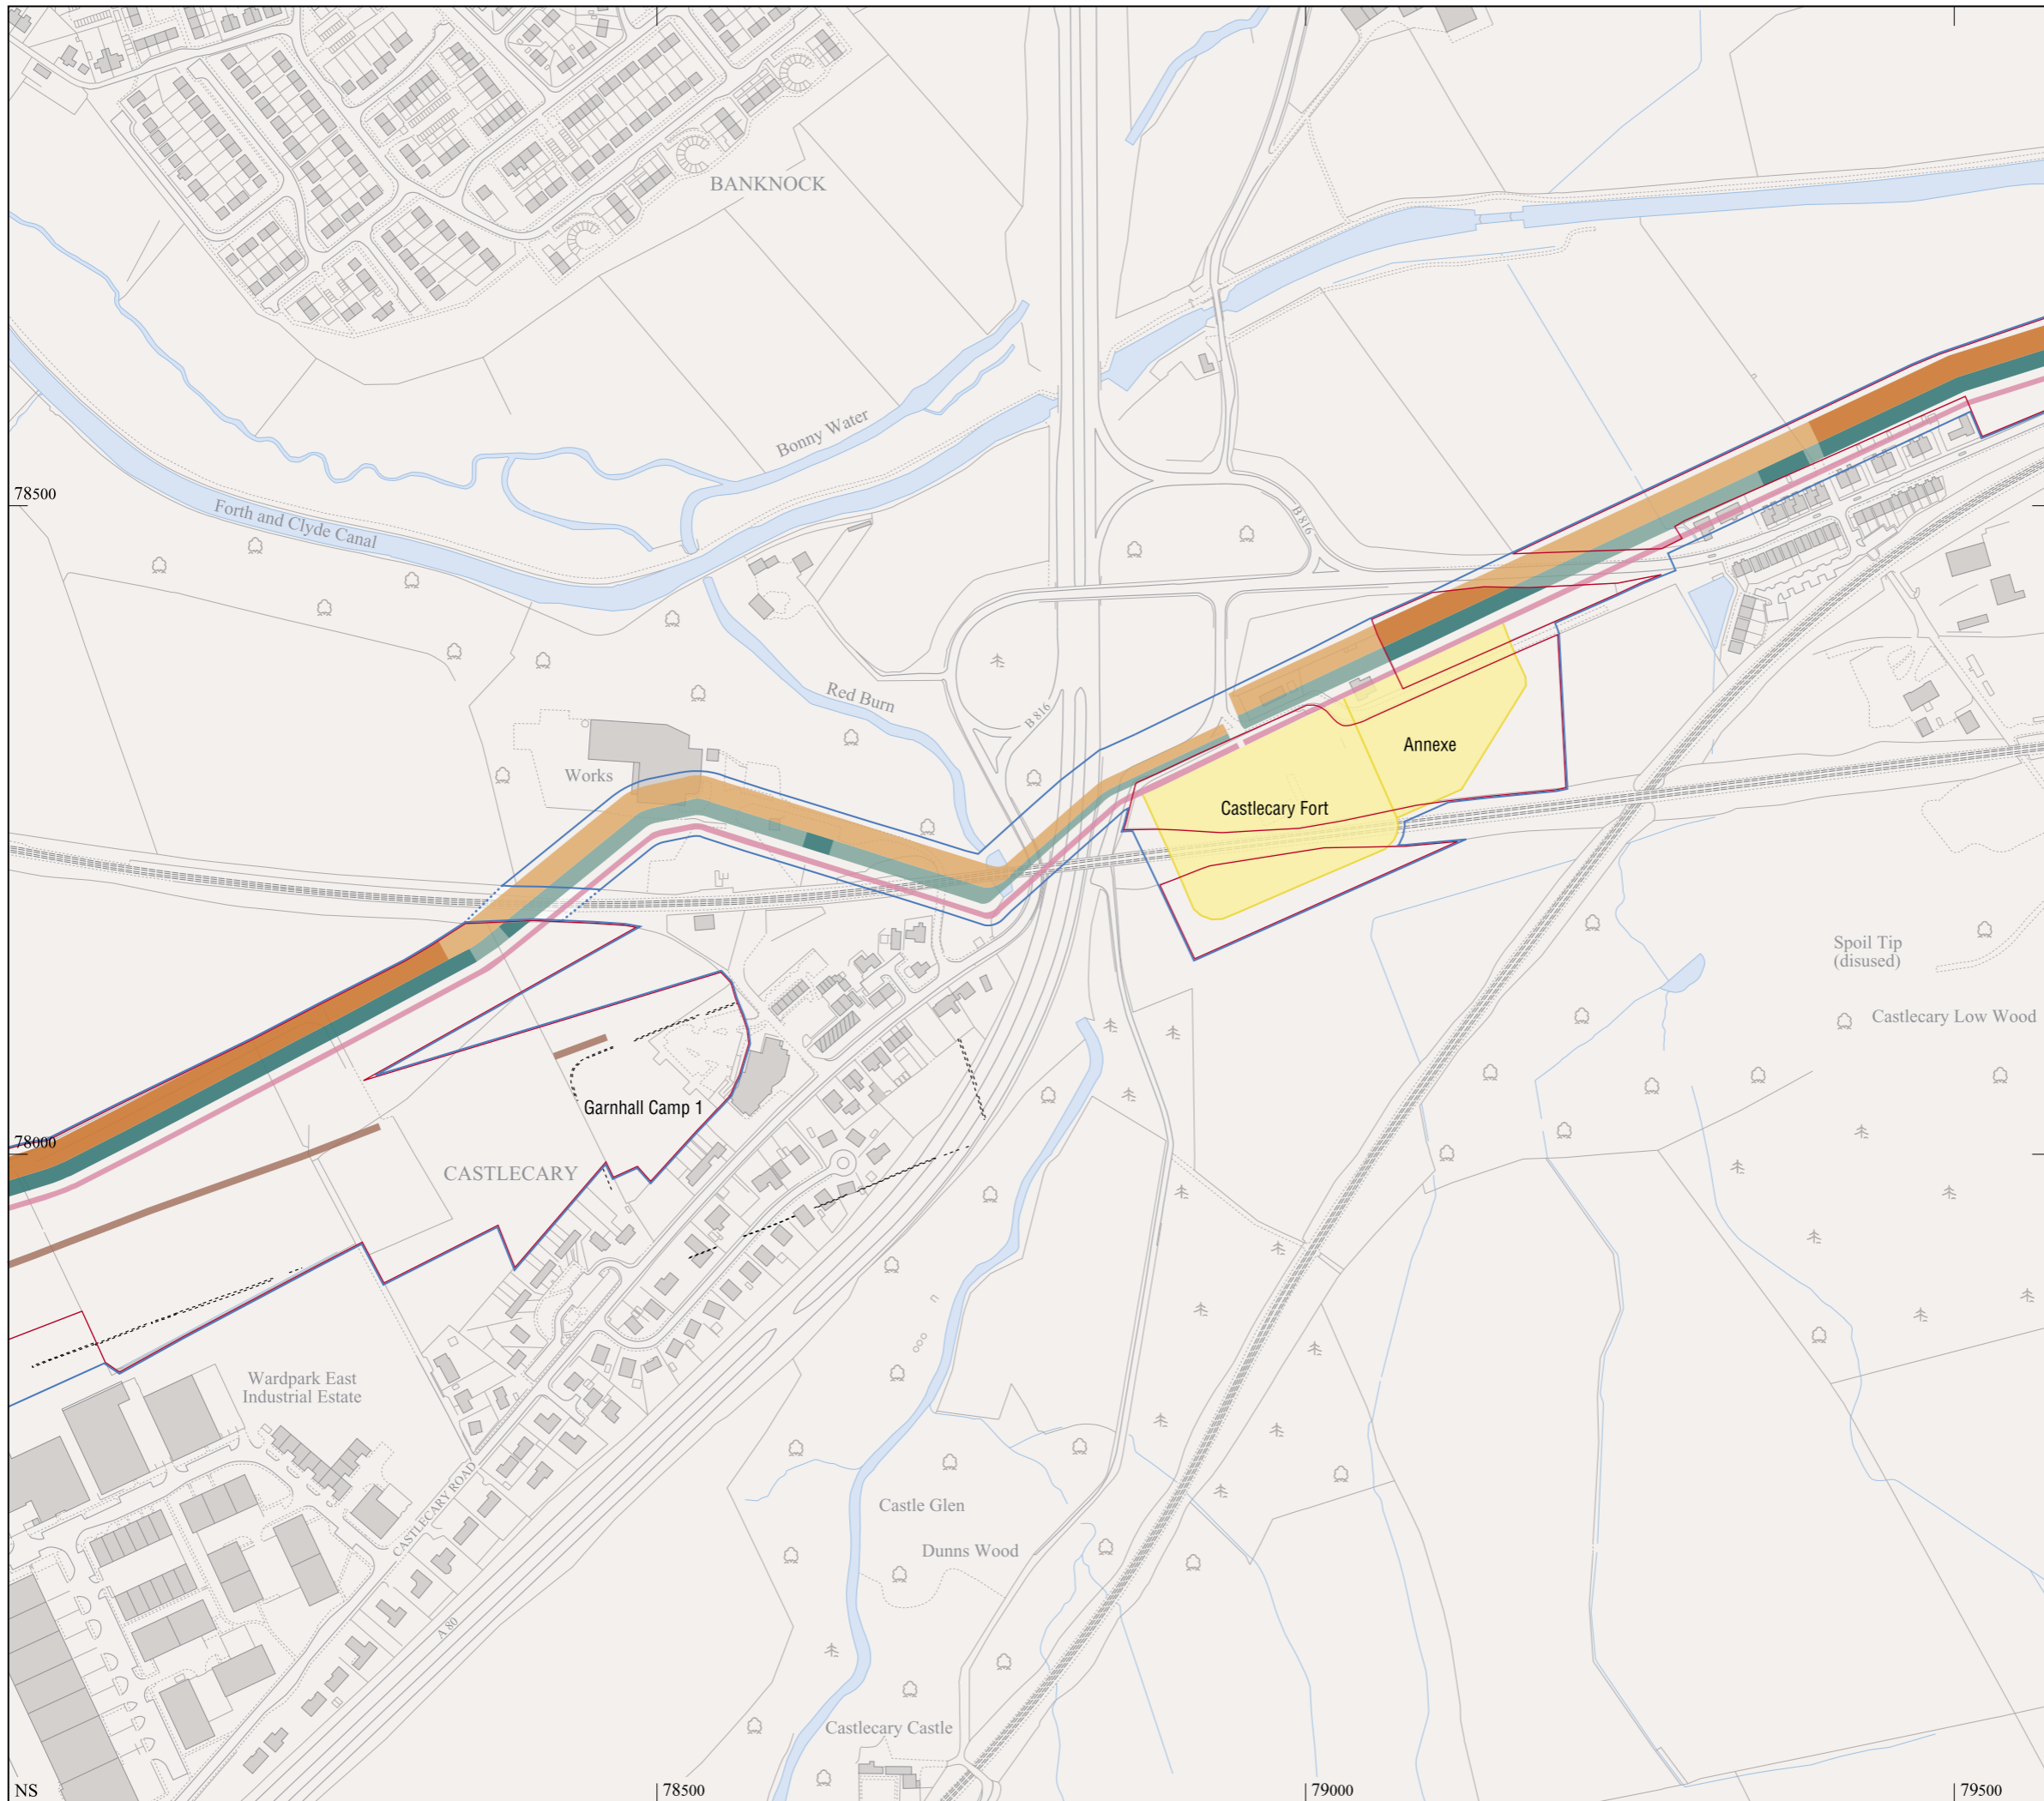 BANKNOCK
Bonny Water
78500
Forth and Clyde Canal
B 816
Red Burn
B 816
Annexe
Works
Castlecary Fort
Spoil Tip
(disused)
Castlecary Low Wood
Garnhall Camp 1
78000
CASTLECARY
Wardpark East
Industrial Estate
CASTLECARY ROAD
Castle Glen
Dunns Wood
A 80
Castlecary Castle
NS
78500
79000
79500